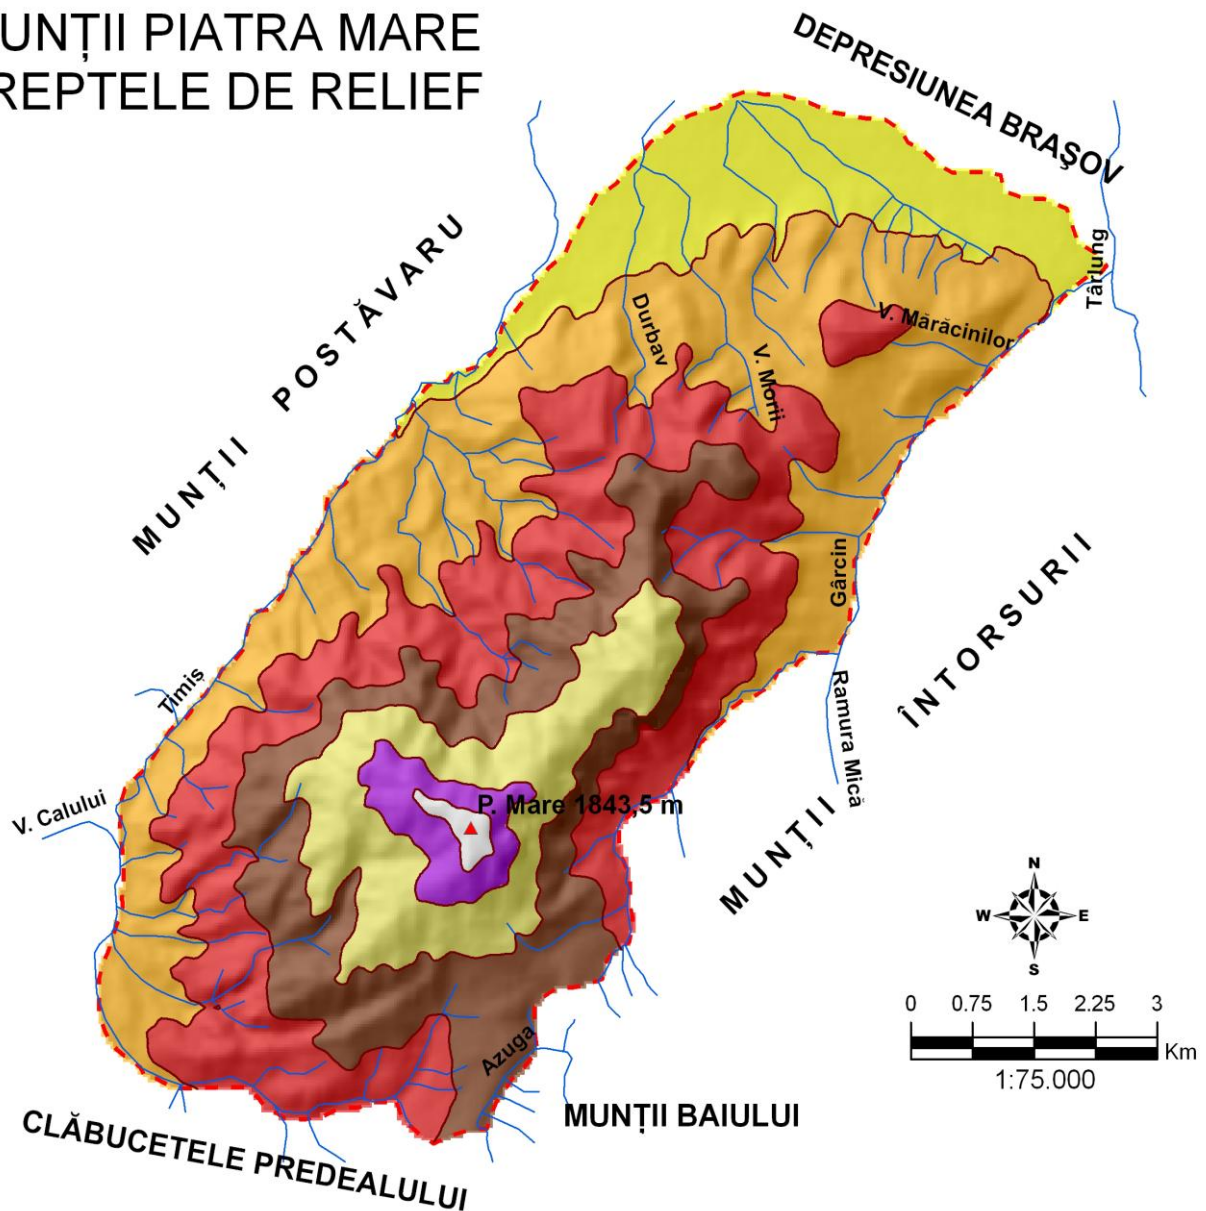 UNȚII PIATRA MARE
REPTELE DE RELIEF
DEPRESIUNEA BRAȘOV
MUNȚII POSTĂVARU
Târlung
Durbav
V. Mărăcinilor
V. Morii
Gârcin
MUNȚII ÎNTORSURII
Timiș
Ramura Mică
V. Calului
P. Mare 1843,5 m
N
W E
S
0 0.75 1.5 2.25 3
Km
1:75.000
Azuga
MUNȚII BAIULUI
CLĂBUCETELE PREDEALULUI